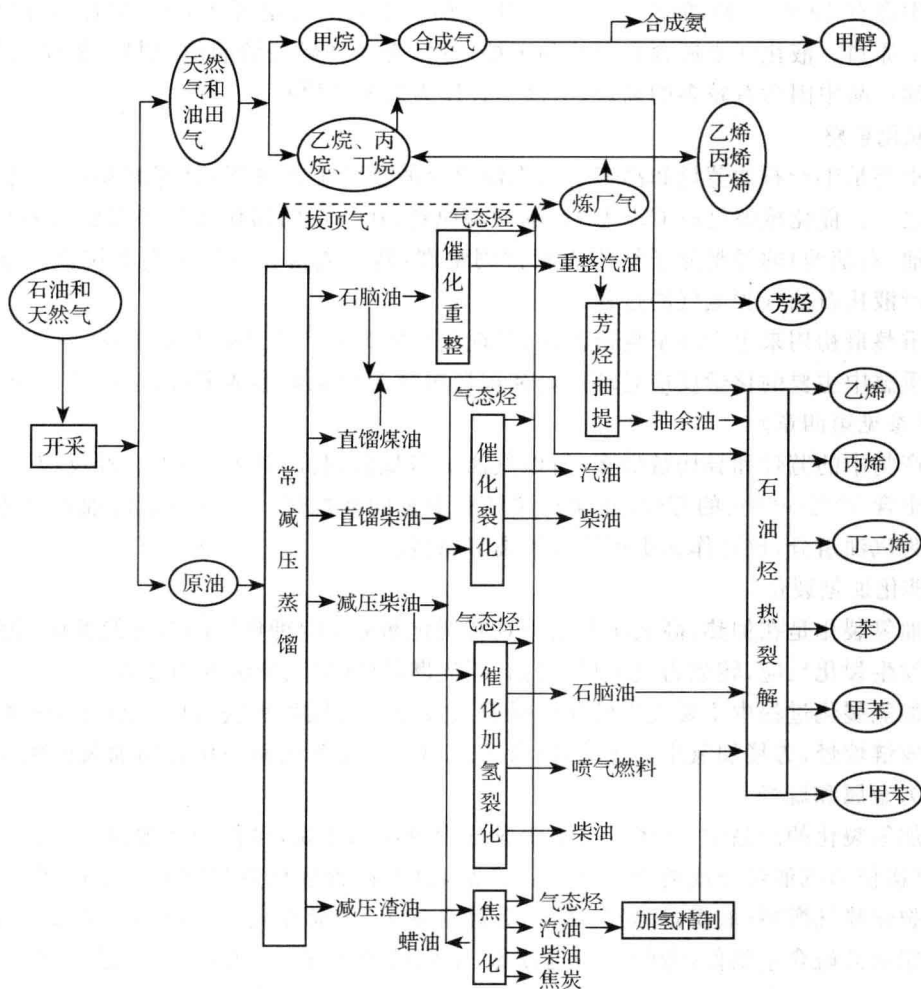 合成氨
甲烷
合成气
甲醇
天然
气和
油田
气
乙烷、丙
烷、丁烷
乙烯
丙烯
丁烯
炼厂气
拔顶气
气态烃
石油和
天然气
石脑油
催化重整
重整汽油
芳烃
芳烃抽提
气态烃
乙烯
直馏煤油
抽余油
开采
催化裂化
汽油
丙烯
常减压蒸馏
直馏柴油
柴油
石油烃热裂解
丁二烯
原油
减压柴油
气态烃
苯
催化加氢裂化
石脑油
甲苯
喷气燃料
二甲苯
柴油
减压渣油
焦化
气态烃
汽油
加氢精制
蜡油
柴油
焦炭